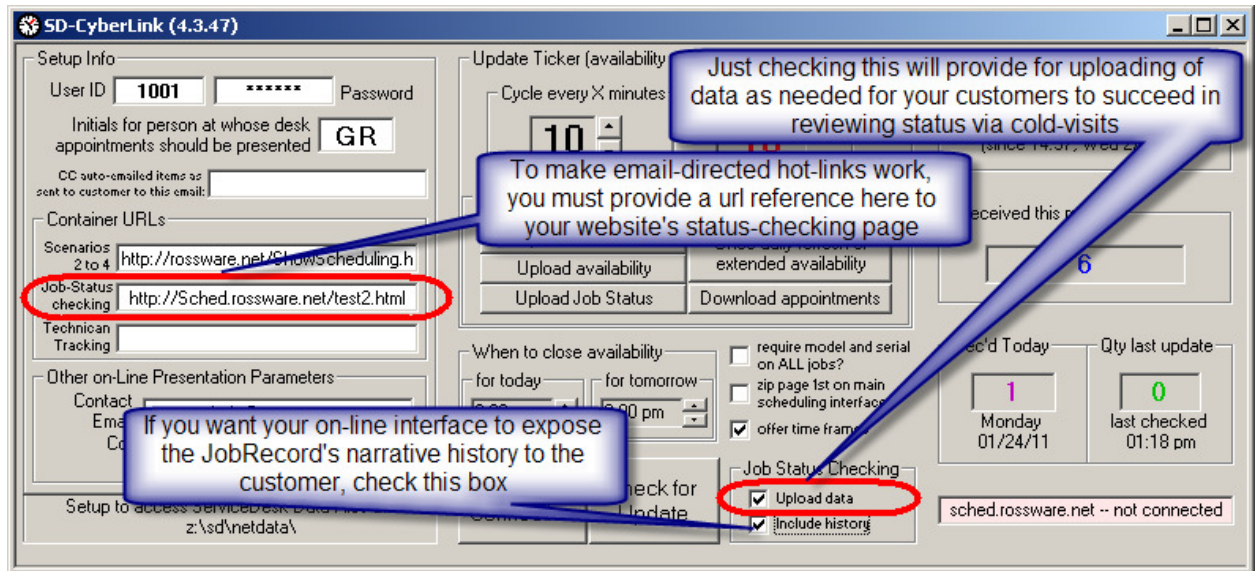 SD-CyberLink (4.3.47)
Setup Info
User ID 1001 ****** Password
Initials for person at whose desk
appointments should be presented GR
CC auto-emailed items as
sent to customer to this email:
Container URLs
Scenarios
2 to 4 http://rossware.net/ShowScheduling.h
Job-Status
checking http://Sched.rossware.net/test2.html
Technican
Tracking
Other on-Line Presentation Parameters
Contact
Setup to access ServiceDesk Data
z:\sd\netdata\
Update Ticker (availability
Cycle every X minutes
10
Upload availability
extended availability
Upload Job Status
Download appointments
When to close availability
for today
for tomorrow
pm
require model and serial
on ALL jobs?
zip page 1st on main
scheduling interface
offer time frames
Job Status Checking
Upload data
Include history
Update
received this
6
Rec'd Today
1
Monday
01/24/11
Qty last update
0
last checked
01:18 pm
sched.rossware.net -- not connected
Just checking this will provide for uploading of
data as needed for your customers to succeed in
reviewing status via cold-visits
To make email-directed hot-links work,
you must provide a url reference here to
your website's status-checking page
If you want your on-line interface to expose
the JobRecord's narrative history to the
customer, check this box